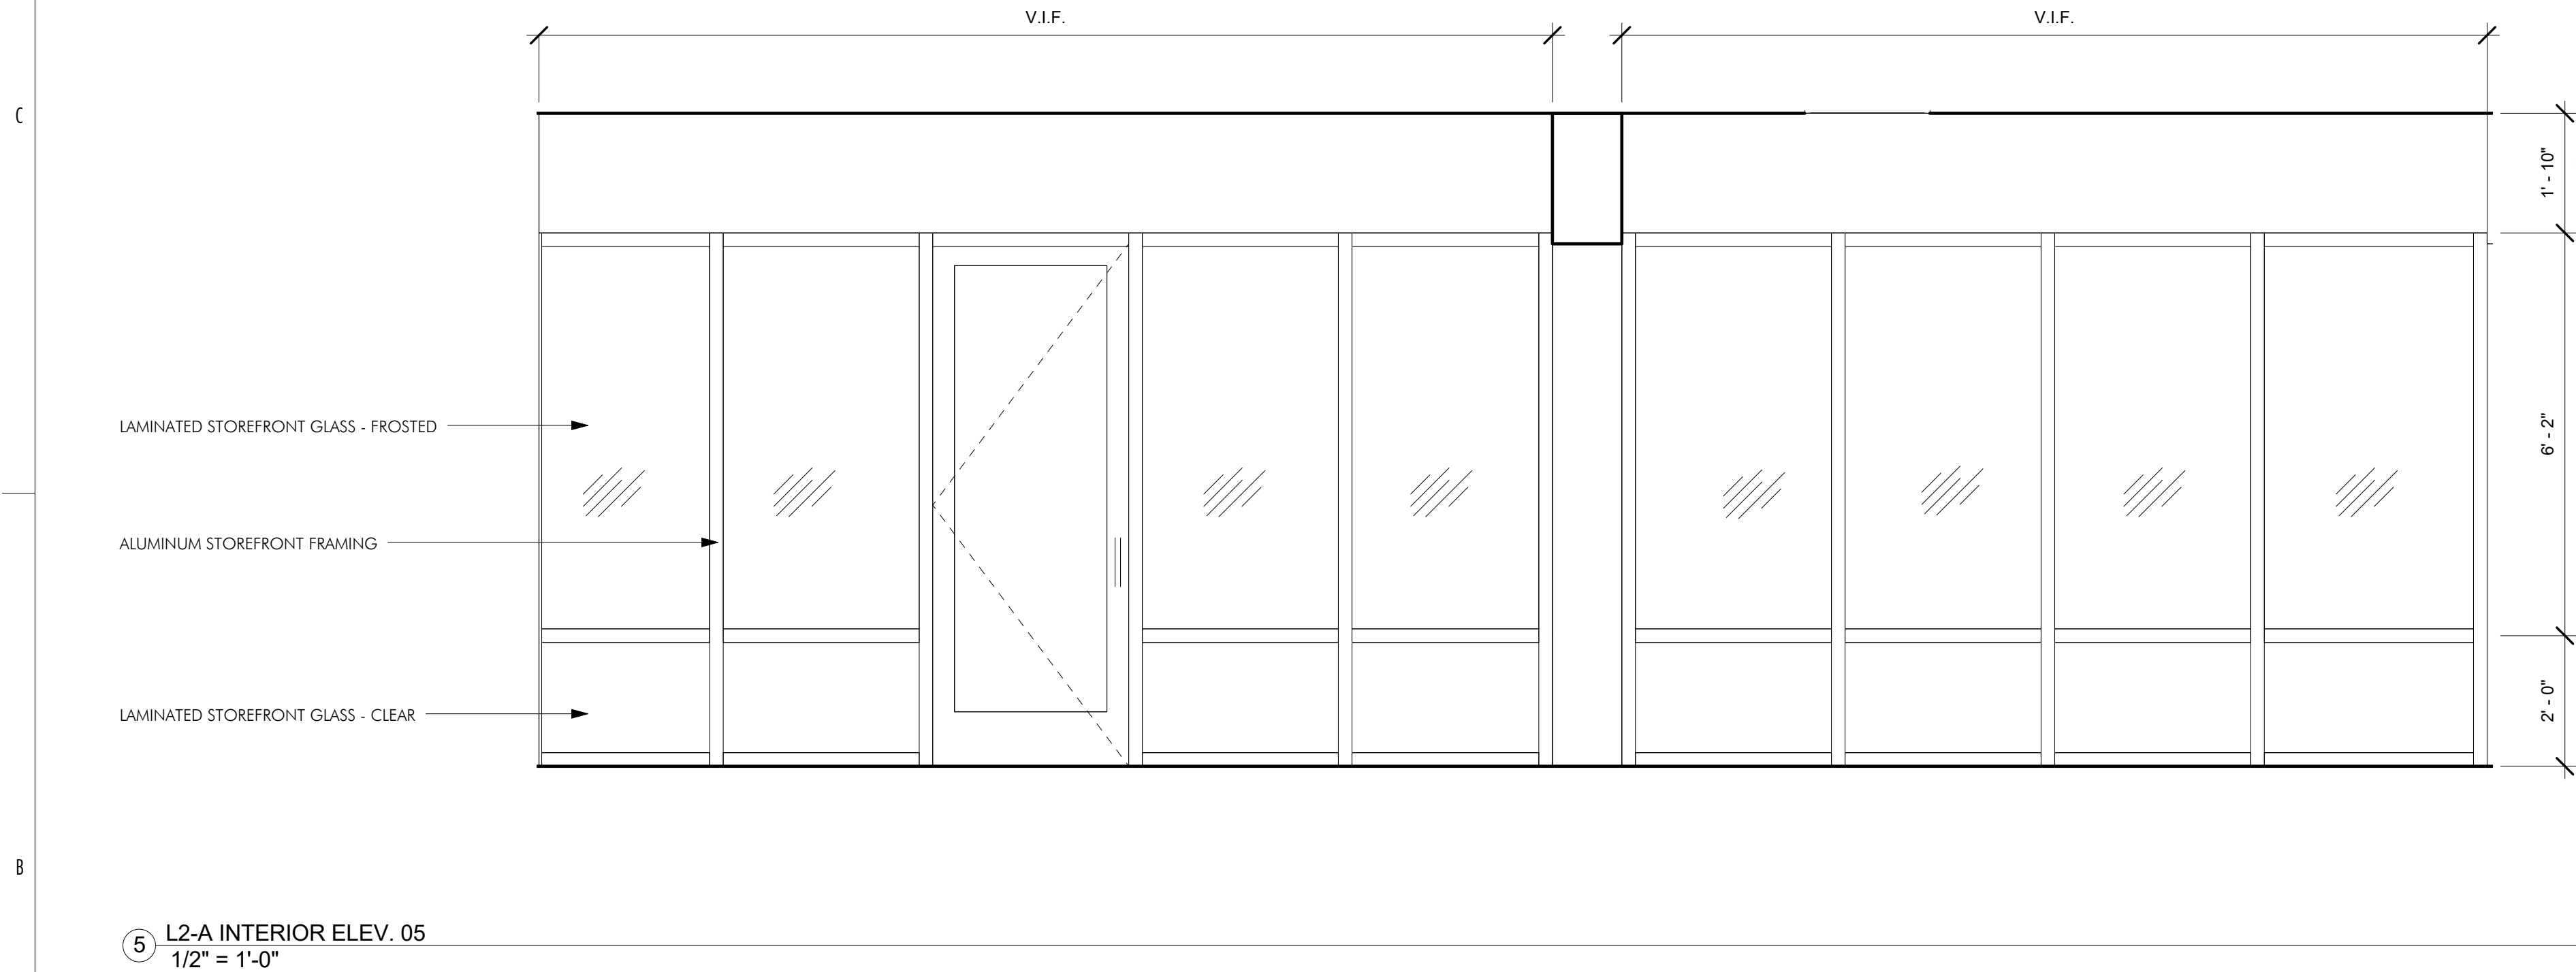 V.I.F.
V.I.F.
C
1' - 10"
LAMINATED STOREFRONT GLASS - FROSTED
6' - 2"
ALUMINUM STOREFRONT FRAMING
LAMINATED STOREFRONT GLASS - CLEAR
2' - 0"
B
5
L2-A INTERIOR ELEV. 05
1/2" = 1'-0"